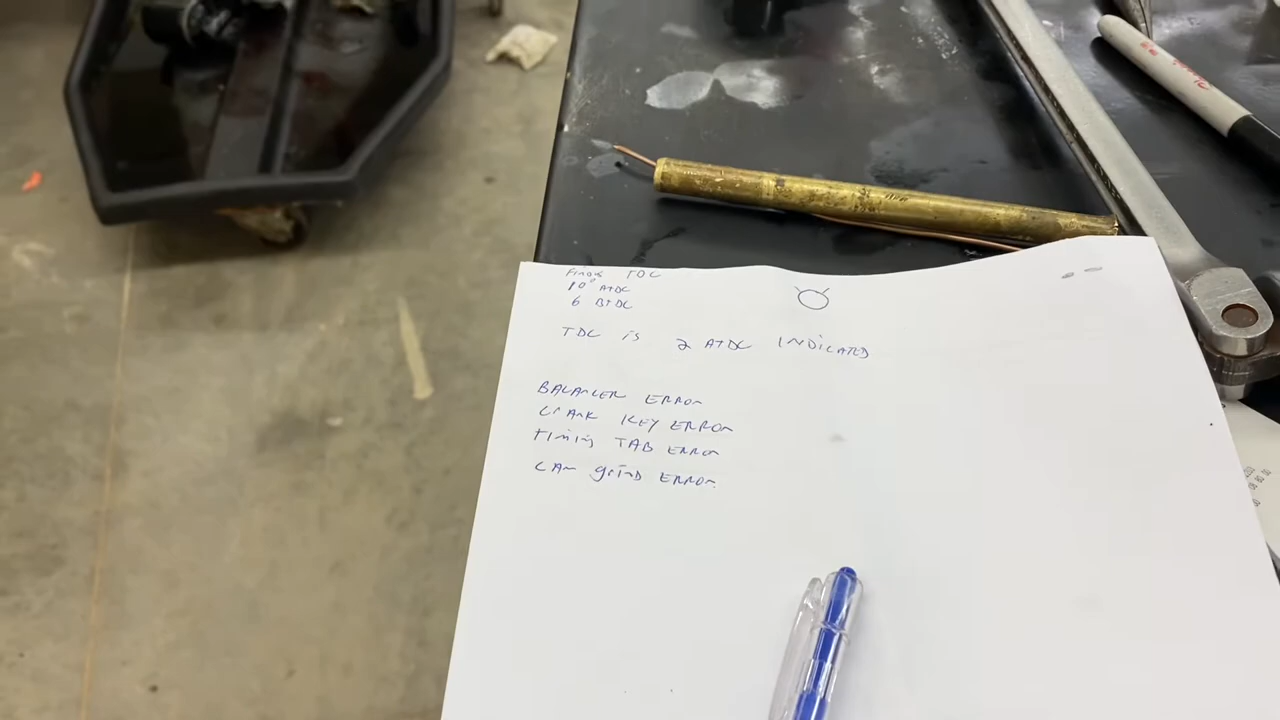 Finding TDC
10° ATDC
6 BTDC
TDC is 2 ATDC INDICATED
BALANCER ERROR
CRANK KEY ERROR
timing TAB ERROR
CAM grind ERROR